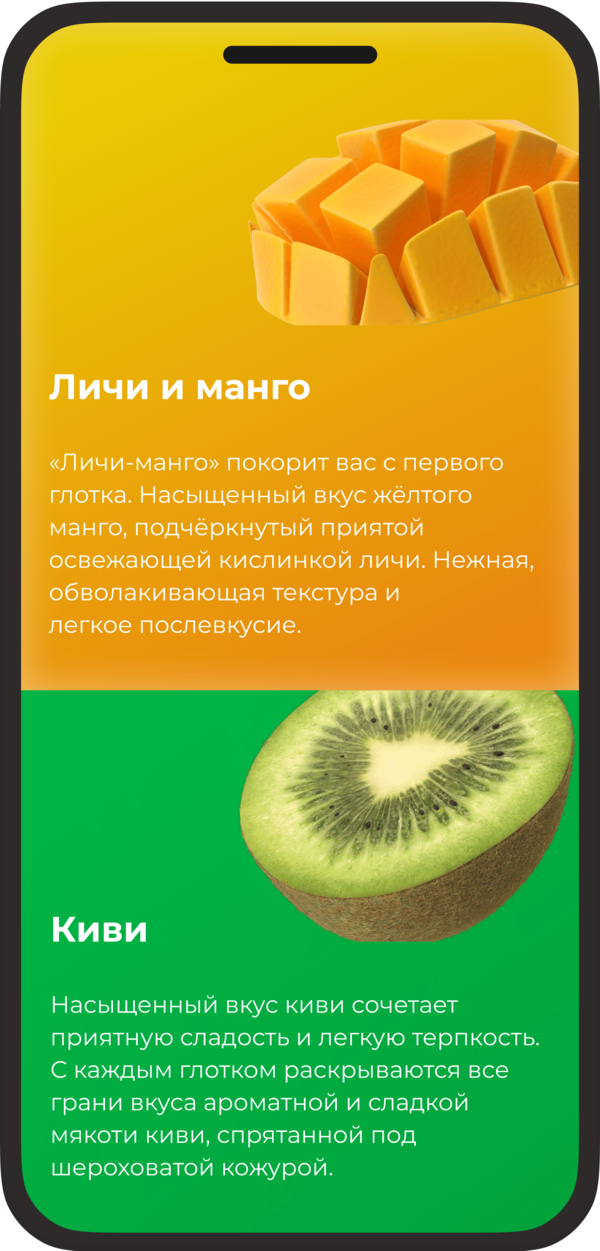 Личи и манго
«Личи-манго» покорит вас с первого
глотка. Насыщенный вкус жёлтого
манго, подчёркнутый приятой
освежающей кислинкой личи. Нежная,
обволакивающая текстура и
легкое послевкусие.
Киви
Насыщенный вкус киви сочетает
приятную сладость и легкую терпкость.
С каждым глотком раскрываются все
грани вкуса ароматной и сладкой
мякоти киви, спрятанной под
шероховатой кожурой.